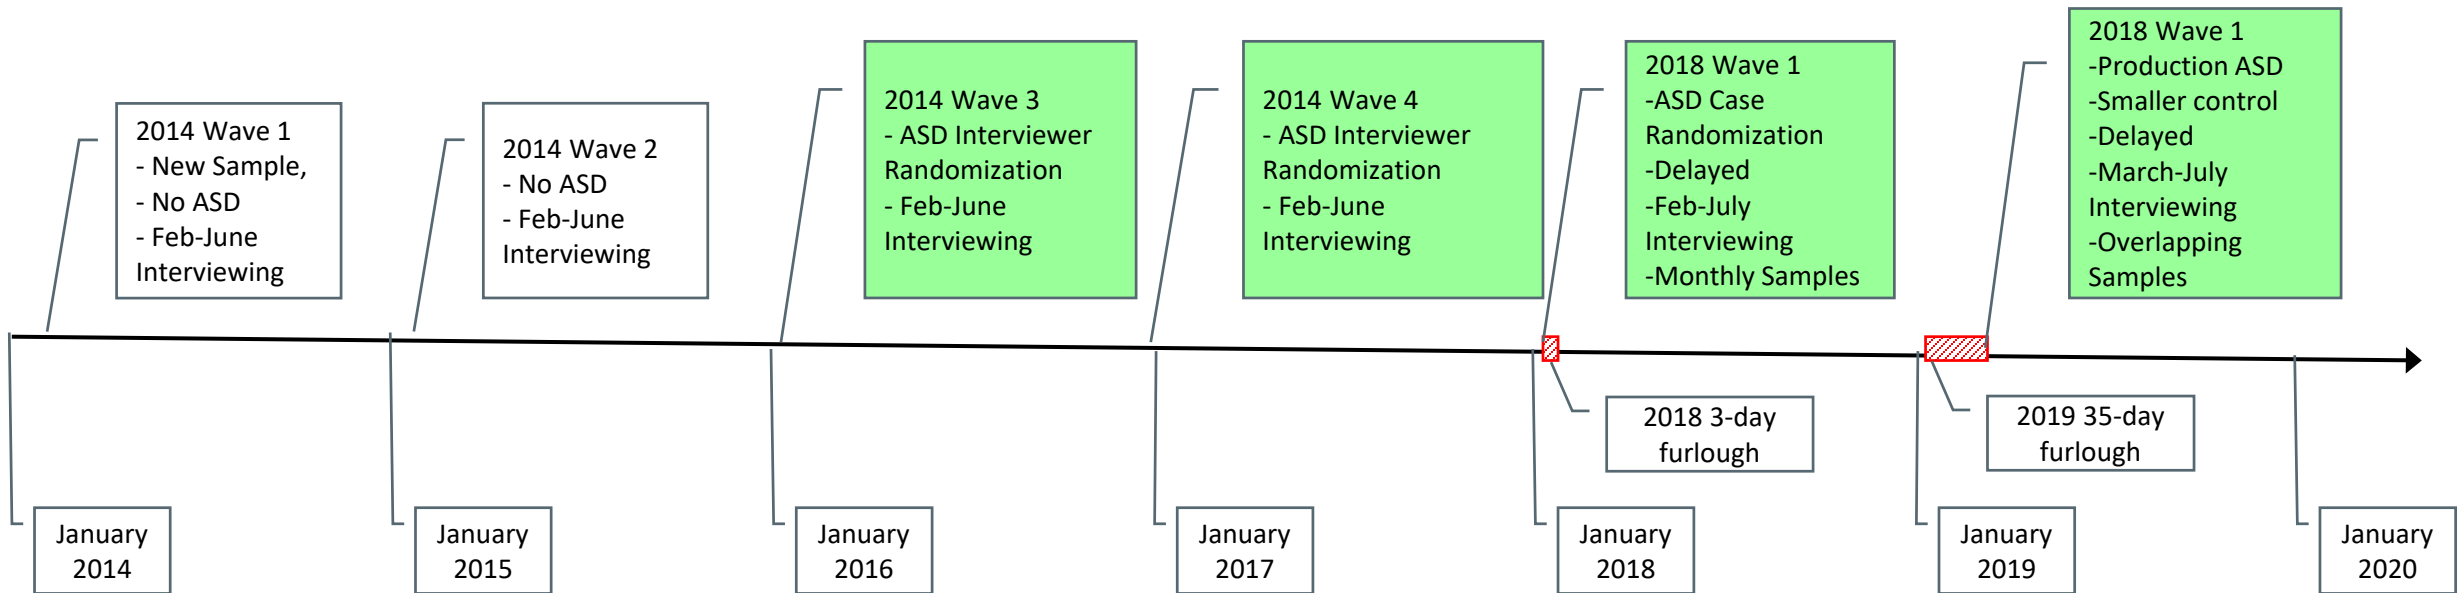 2014 Wave 1
- New Sample,
- No ASD
- Feb-June
Interviewing
2014 Wave 2
- No ASD
- Feb-June
Interviewing
2014 Wave 3
- ASD Interviewer
Randomization
- Feb-June
Interviewing
2014 Wave 4
- ASD Interviewer
Randomization
- Feb-June
Interviewing
2018 Wave 1
-ASD Case
Randomization
-Delayed
-Feb-July
Interviewing
-Monthly Samples
2018 Wave 1
-Production ASD
-Smaller control
-Delayed
-March-July
Interviewing
-Overlapping
Samples
2018 3-day
furlough
2019 35-day
furlough
January
2014
January
2015
January
2016
January
2017
January
2018
January
2019
January
2020